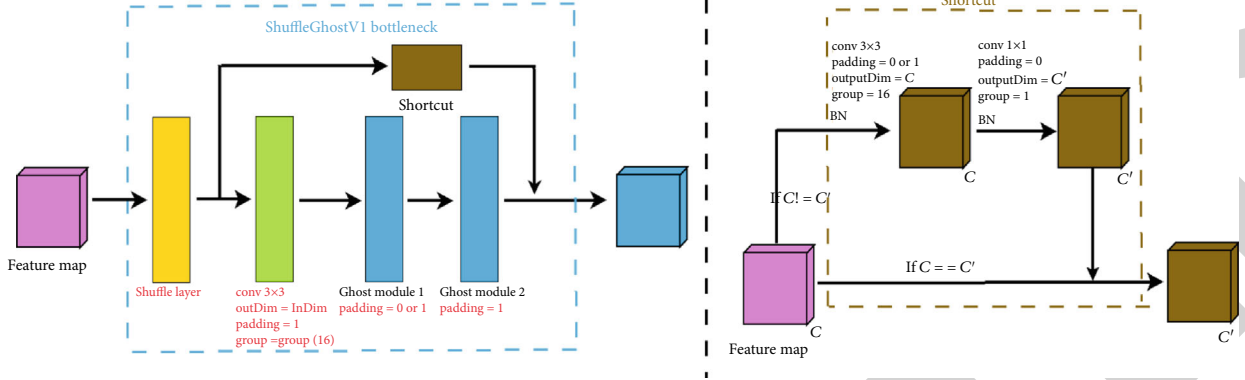 ShuffleGhostV1 bottleneck
Shortcut
Feature map
Shuffle layer
conv 3×3
outDim = InDim
padding = 1
group =group (16)
Ghost module 1
padding = 0 or 1
Ghost module 2
padding = 1
Shortcut
conv 3×3
padding = 0 or 1
outputDim = C
group = 16
BN
conv 1×1
padding = 0
outputDim = C′
group = 1
BN
C
C′
If C! = C′
If C = = C′
C
Feature map
C′